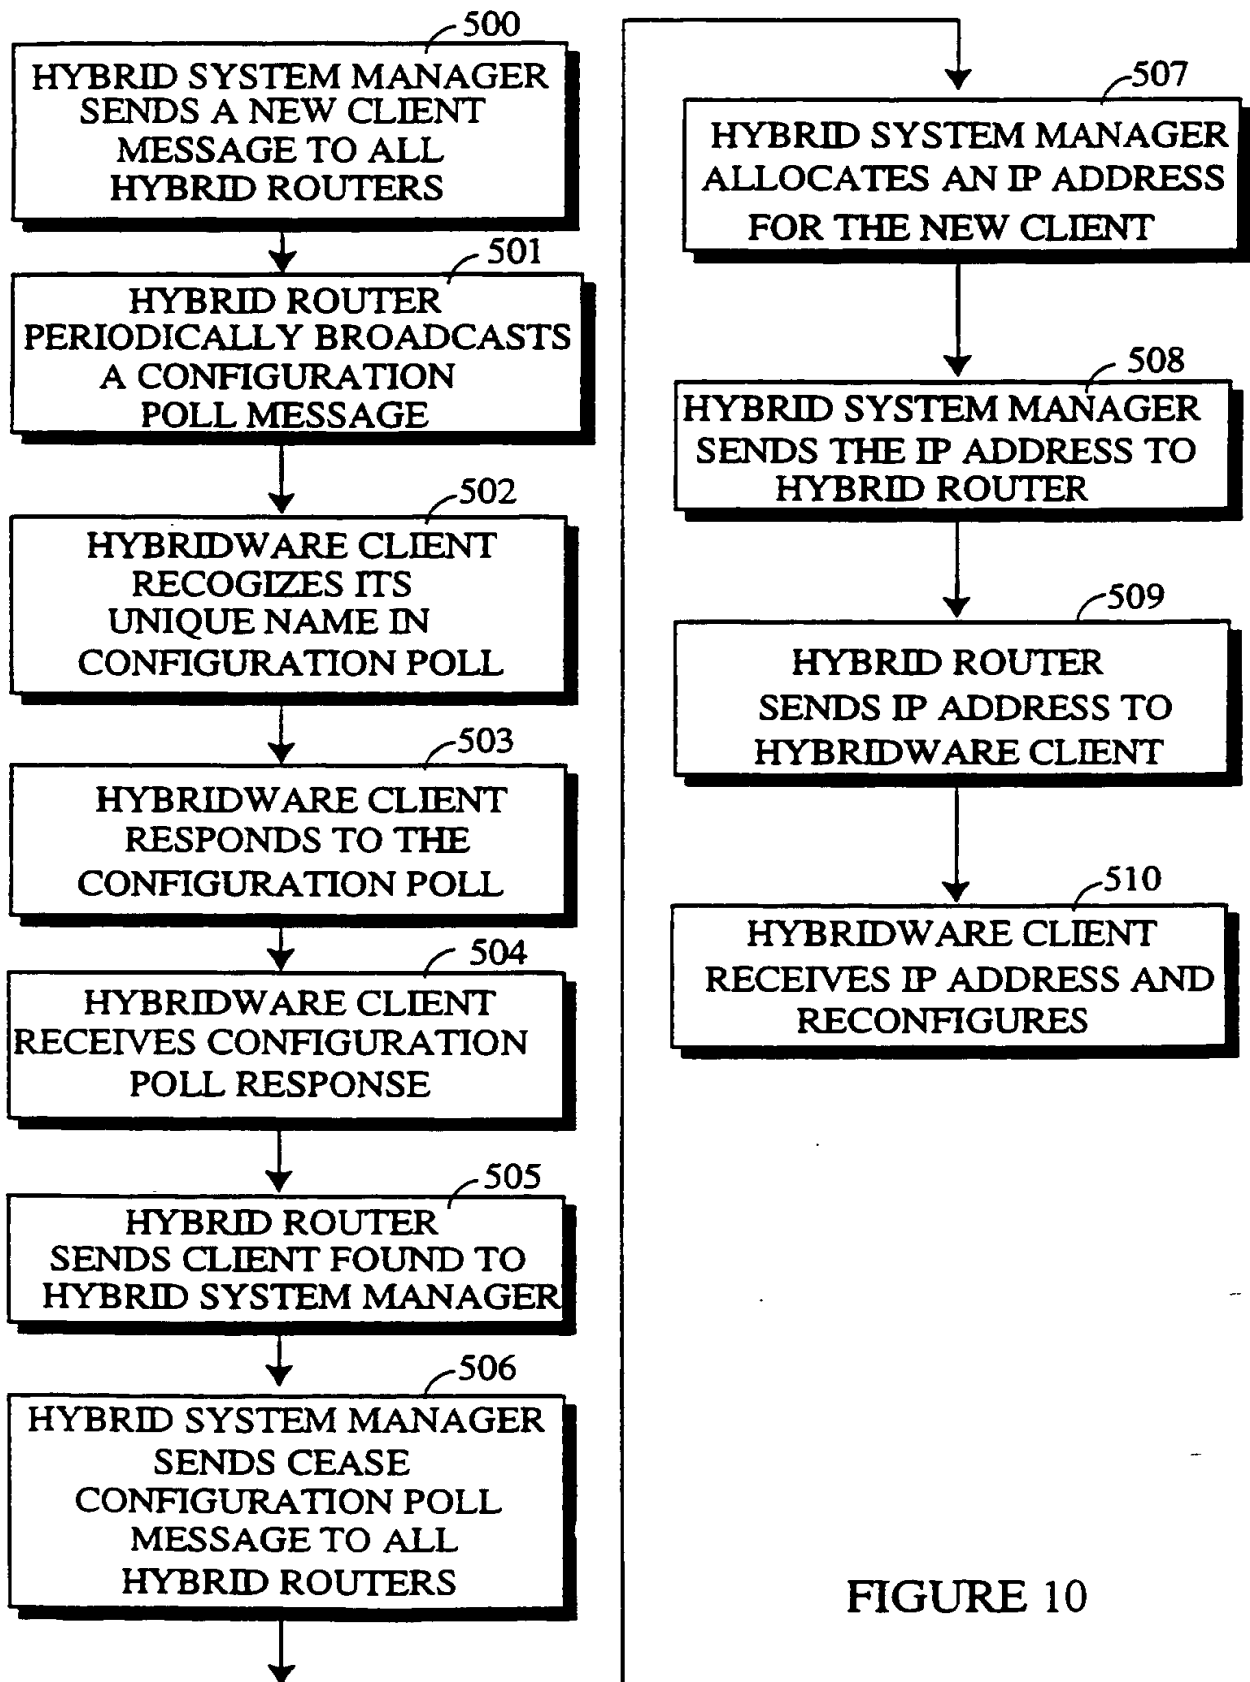 500
HYBRID SYSTEM MANAGER
SENDS A NEW CLIENT
MESSAGE TO ALL
HYBRID ROUTERS
501
HYBRID ROUTER
PERIODICALLY BROADCASTS
A CONFIGURATION
POLL MESSAGE
502
HYBRIDWARE CLIENT
RECOGIZES ITS
UNIQUE NAME IN
CONFIGURATION POLL
503
HYBRIDWARE CLIENT
RESPONDS TO THE
CONFIGURATION POLL
504
HYBRIDWARE CLIENT
RECEIVES CONFIGURATION
POLL RESPONSE
505
HYBRID ROUTER
SENDS CLIENT FOUND TO
HYBRID SYSTEM MANAGER
506
HYBRID SYSTEM MANAGER
SENDS CEASE
CONFIGURATION POLL
MESSAGE TO ALL
HYBRID ROUTERS
507
HYBRID SYSTEM MANAGER
ALLOCATES AN IP ADDRESS
FOR THE NEW CLIENT
508
HYBRID SYSTEM MANAGER
SENDS THE IP ADDRESS TO
HYBRID ROUTER
509
HYBRID ROUTER
SENDS IP ADDRESS TO
HYBRIDWARE CLIENT
510
HYBRIDWARE CLIENT
RECEIVES IP ADDRESS AND
RECONFIGURES
FIGURE 10